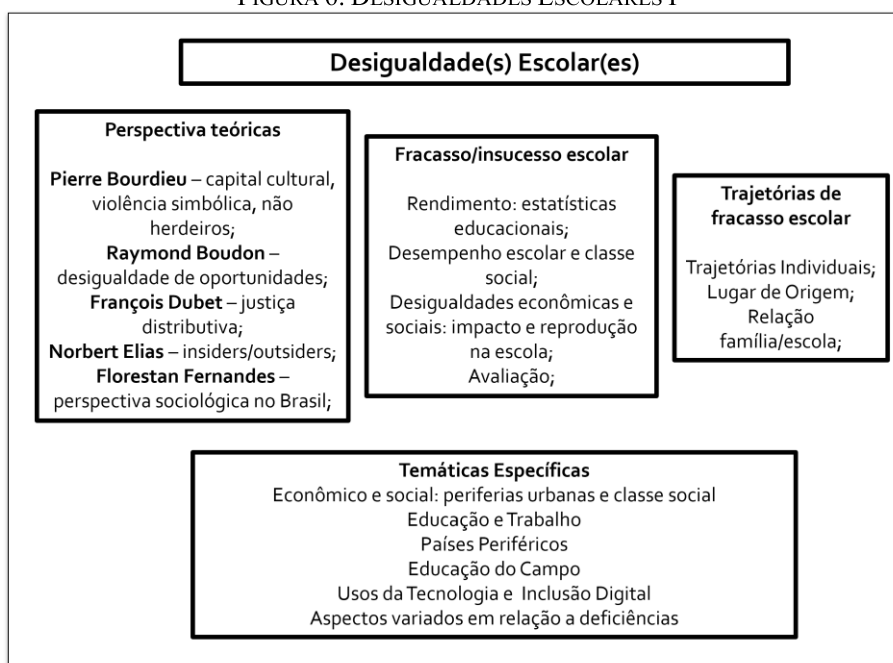 FIGURA 6: DESIGUALDADES ESCOLARES I
Desigualdade(s) Escolar(es)
Perspectiva teóricas
Pierre Bourdieu – capital cultural,
violência simbólica, não
herdeiros;
Raymond Boudon –
desigualdade de oportunidades;
François Dubet – justiça
distributiva;
Norbert Elias – insiders/outsiders;
Florestan Fernandes –
perspectiva sociológica no Brasil;
Fracasso/insucesso escolar
Rendimento: estatísticas
educacionais;
Desempenho escolar e classe
social;
Desigualdades econômicas e
sociais: impacto e reprodução
na escola;
Avaliação;
Trajetórias de
fracasso escolar
Trajetórias Individuais;
Lugar de Origem;
Relação
família/escola;
Temáticas Específicas
Econômico e social: periferias urbanas e classe social
Educação e Trabalho
Países Periféricos
Educação do Campo
Usos da Tecnologia e Inclusão Digital
Aspectos variados em relação a deficiências